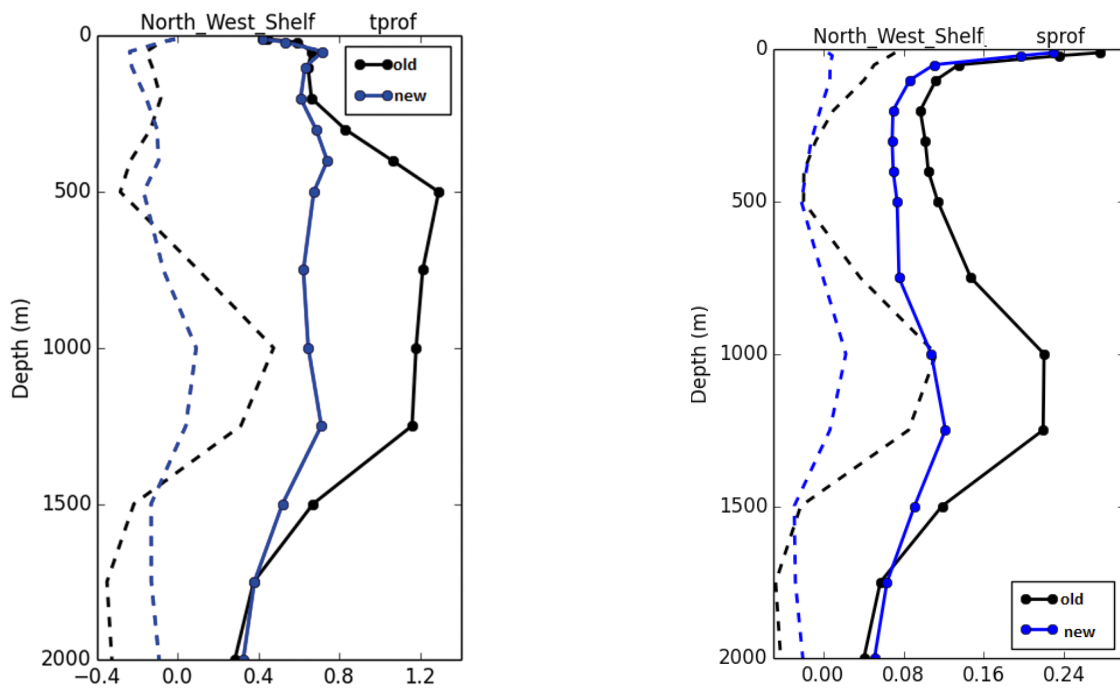 North_West_Shelf tprof
0
500
1000
1500
2000
Depth (m)
old
new
−0.4 0.0 0.4 0.8 1.2
North_West_Shelf sprof
0
500
1000
1500
2000
Depth (m)
old
new
0.00 0.08 0.16 0.24